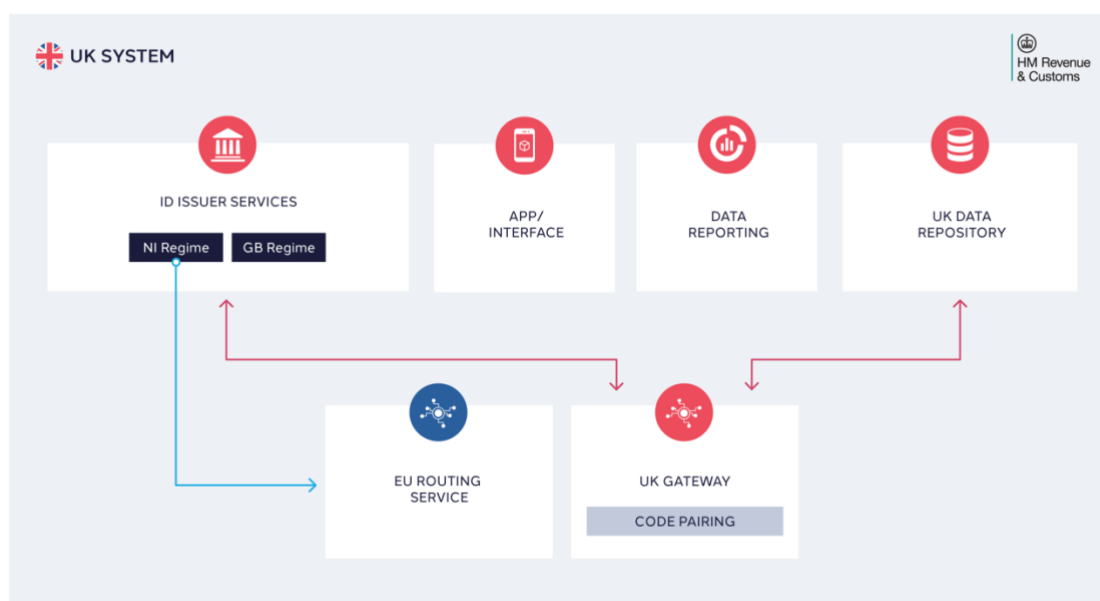 UK SYSTEM
HM Revenue
& Customs
ID ISSUER SERVICES
NI Regime
GB Regime
APP/
INTERFACE
DATA
REPORTING
UK DATA
REPOSITORY
EU ROUTING
SERVICE
UK GATEWAY
CODE PAIRING